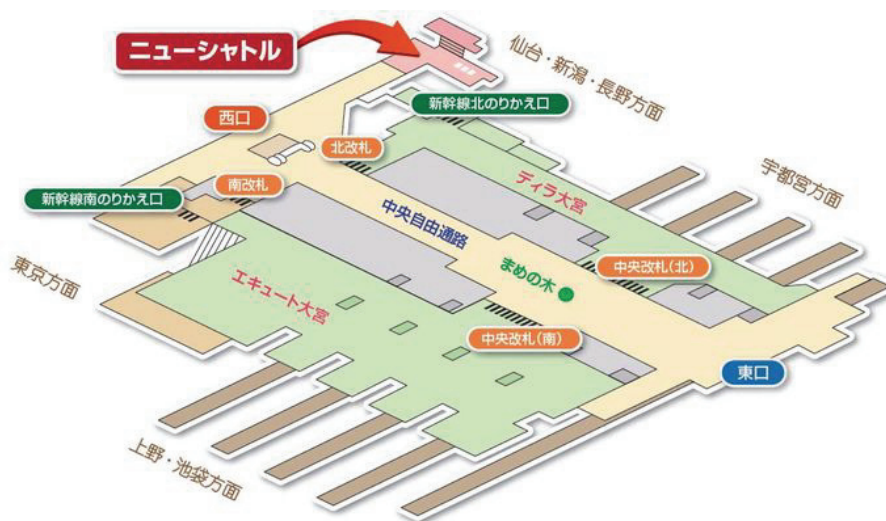 ニューシャトル
仙台・新潟・長野方面
新幹線北のりかえ口
西口
北改札
ディラ大宮
宇都宮方面
南改札
新幹線南のりかえ口
中央自由通路
まめの木
中央改札(北)
東京方面
エキュート大宮
中央改札(南)
東口
上野・池袋方面